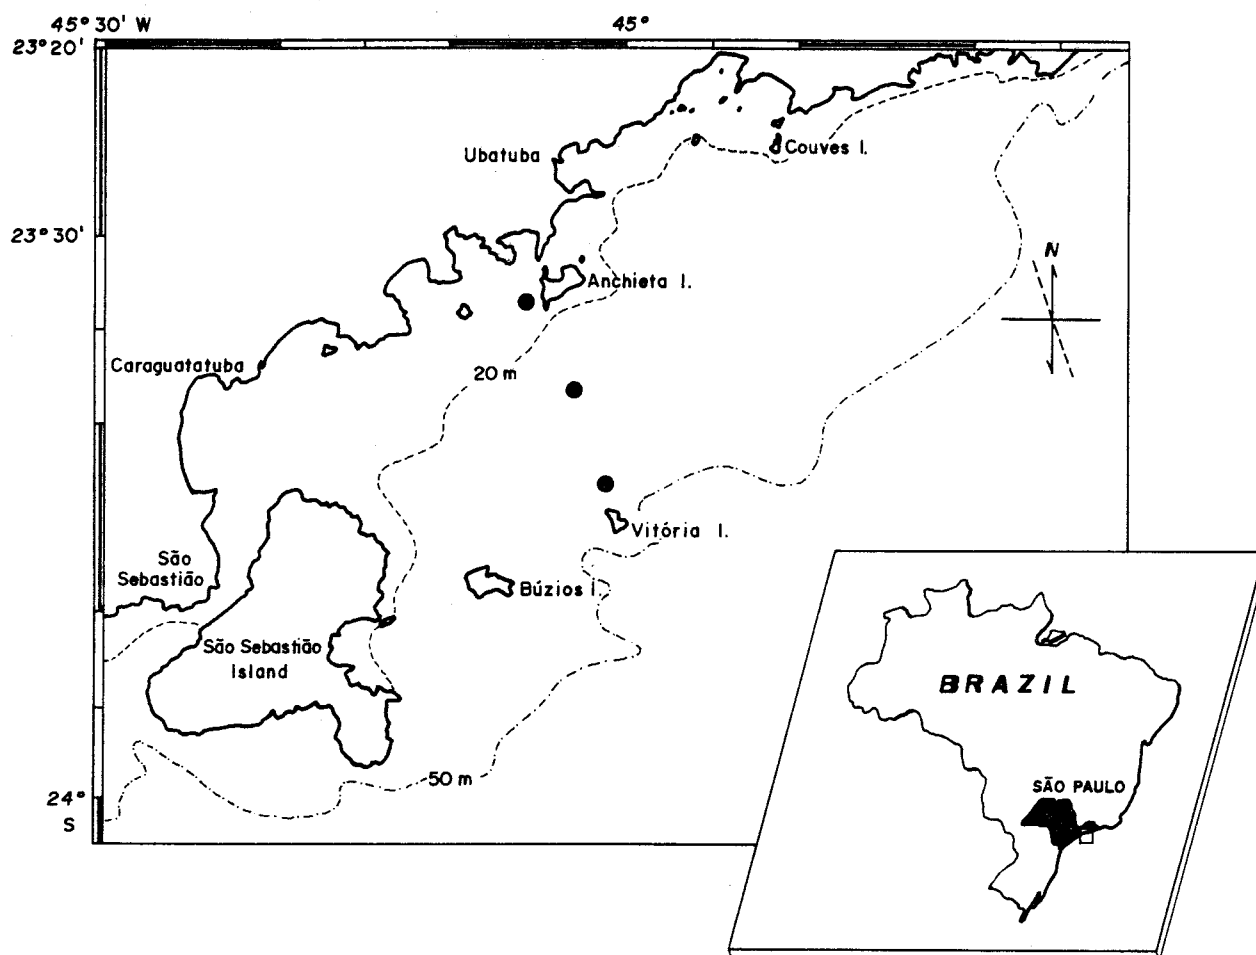 45° 30' W
45°
23° 20'
Ubatuba
Couves I.
23° 30'
N
Anchieta I.
Caraguatatuba
20 m
Vitória I.
São
Sebastião
Búzios I.
São Sebastião
Island
BRAZIL
50 m
SÃO PAULO
24°
S